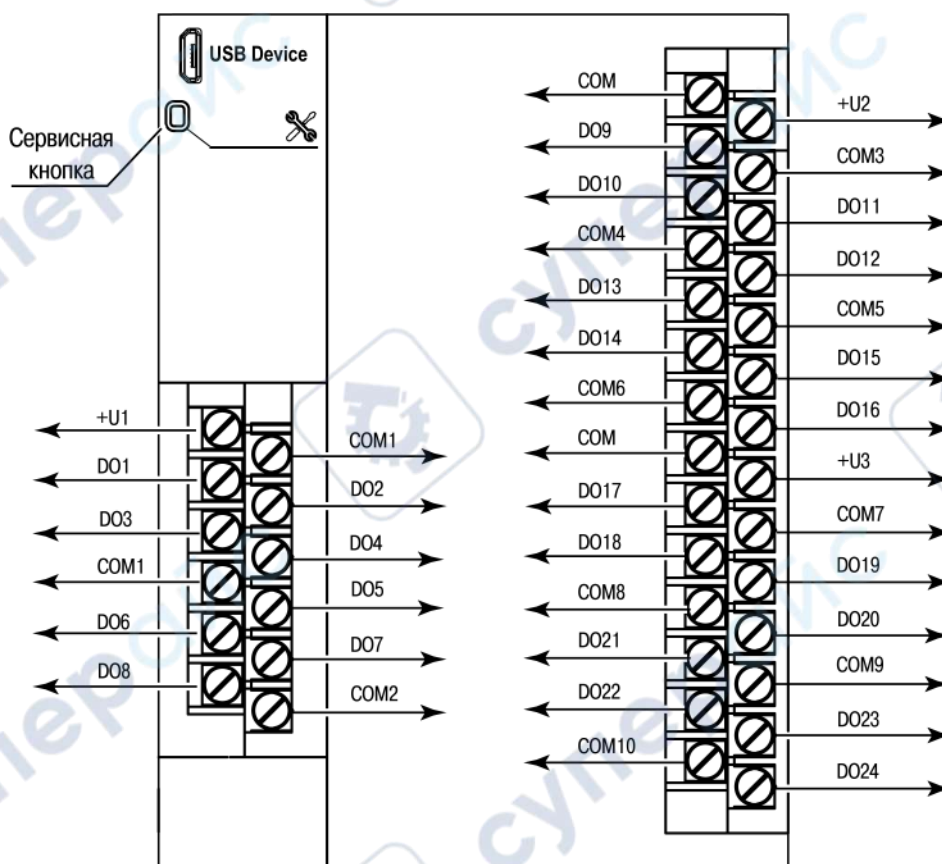 USB Device
Сервисная
кнопка
+U1
DO1
DO3
COM1
DO6
DO8
COM1
DO2
DO4
DO5
DO7
COM2
COM
DO9
DO10
COM4
DO13
DO14
COM6
COM
DO17
DO18
COM8
DO21
DO22
COM10
+U2
COM3
DO11
DO12
COM5
DO15
DO16
+U3
COM7
DO19
DO20
COM9
DO23
DO24
суперайс